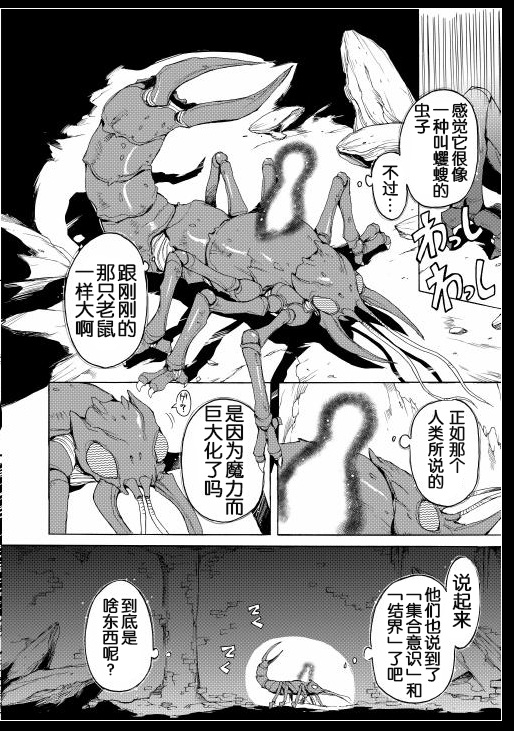 感觉它很像
一种叫蠼螋的
虫子
不过…
わっし
わっし
跟刚刚的
那只老鼠
一样大啊
正如那个
人类所说的
是因为魔力而
巨大化了吗
说起来
他们也说到了
「集合意识」和
「结界」了吧
到底是
啥东西呢？